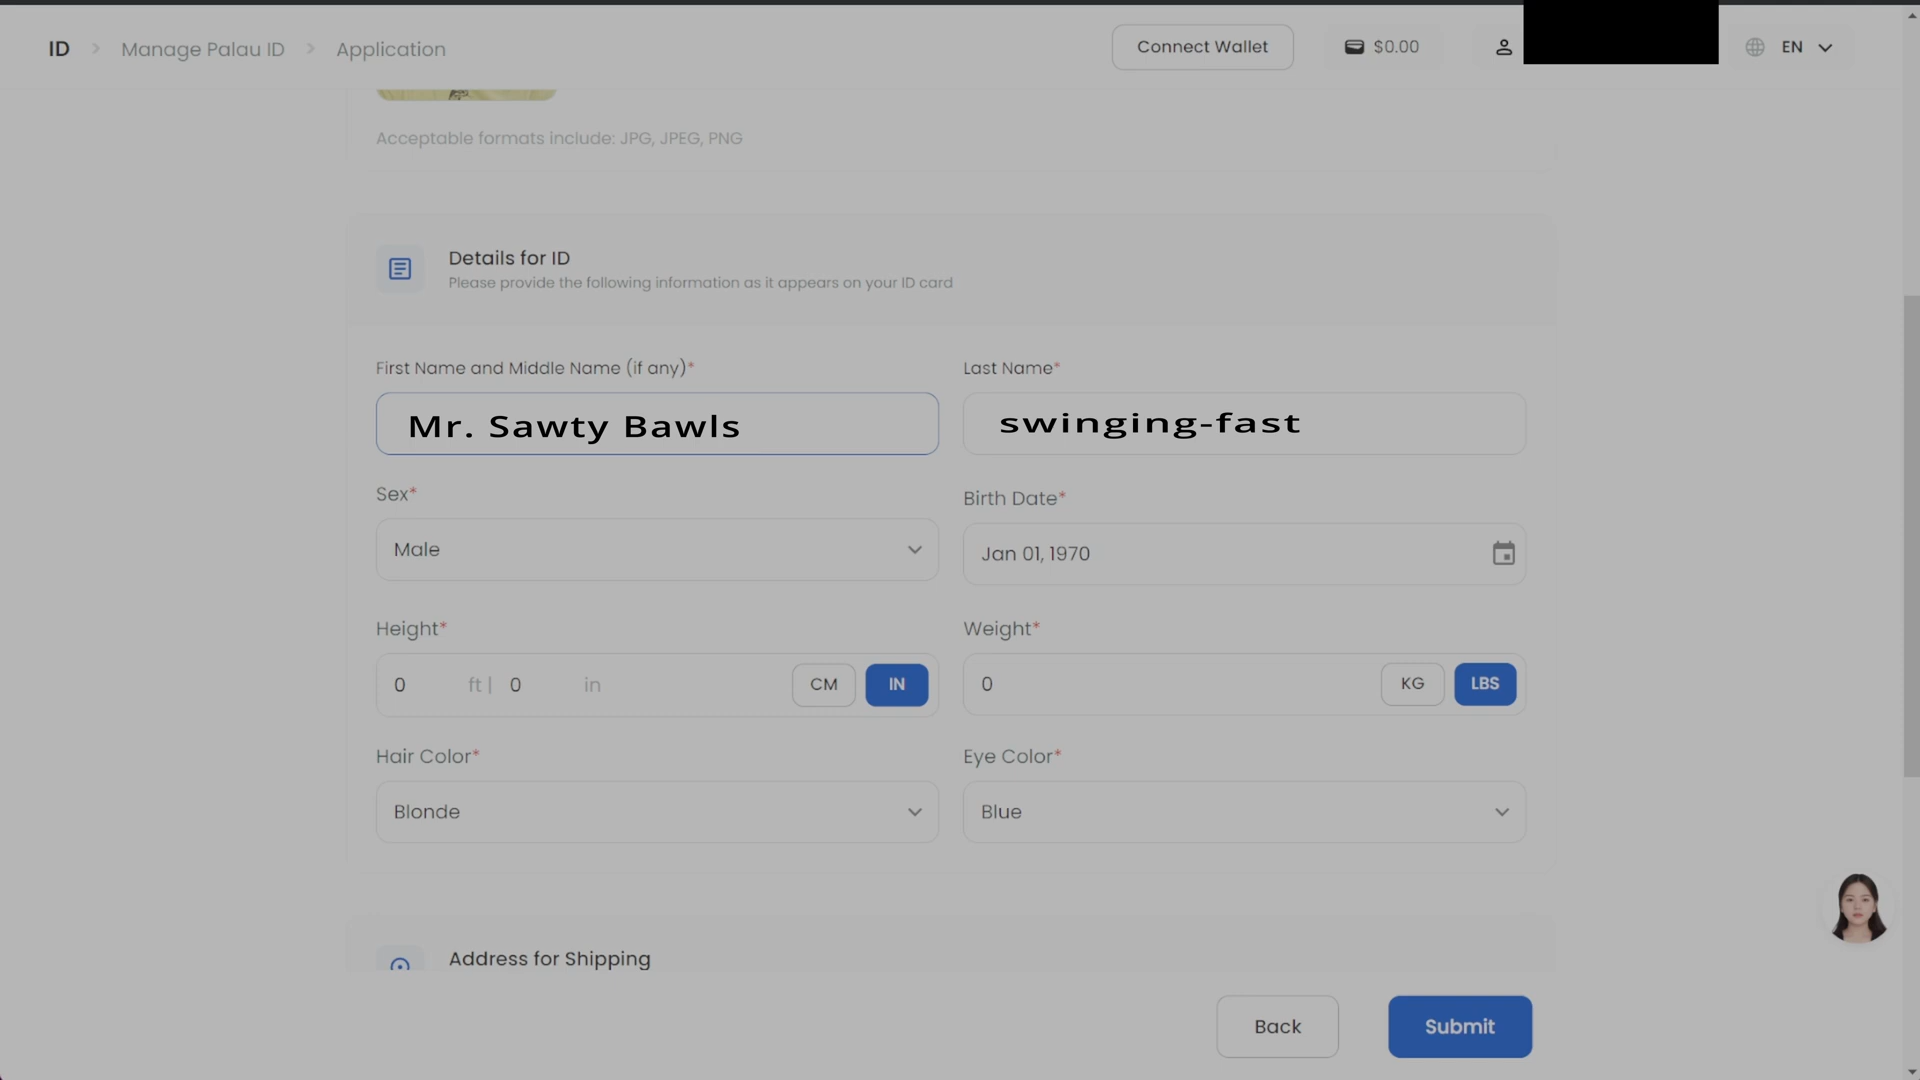 ID > Manage Palau ID > Application
Connect Wallet
$0.00
EN
Acceptable formats include: JPG, JPEG, PNG
Details for ID
Please provide the following information as it appears on your ID card
First Name and Middle Name (if any)*
Last Name*
Mr. Sawty Bawls
swinging-fast
Sex*
Birth Date*
Male
Jan 01, 1970
Height*
Weight*
0 ft | 0 in CM IN
0 KG LBS
Hair Color*
Eye Color*
Blonde
Blue
Address for Shipping
Back
Submit